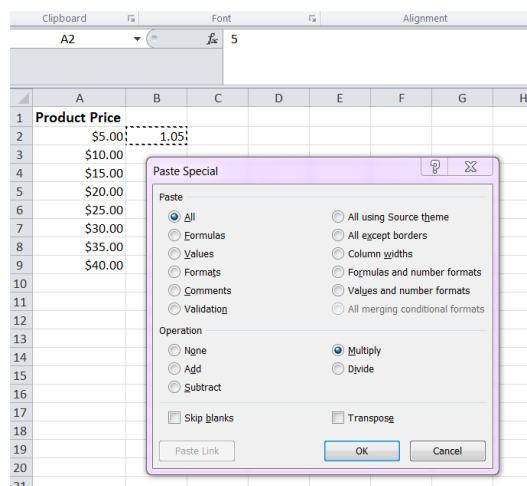 Clipboard Font Alignment
A2 fx 5
A B C D E F G H
1 Product Price
2 $5.00 1.05
3 $10.00
4 $15.00
5 $20.00
6 $25.00
7 $30.00
8 $35.00
9 $40.00
10
11
12
13
14
15
16
17
18
19
20
21
Paste Special
Paste
All All using Source theme
Formulas All except borders
Values Column widths
Formats Formulas and number formats
Comments Values and number formats
Validation All merging conditional formats
Operation
None Multiply
Add Divide
Subtract
Skip blanks Transpose
Paste Link OK Cancel